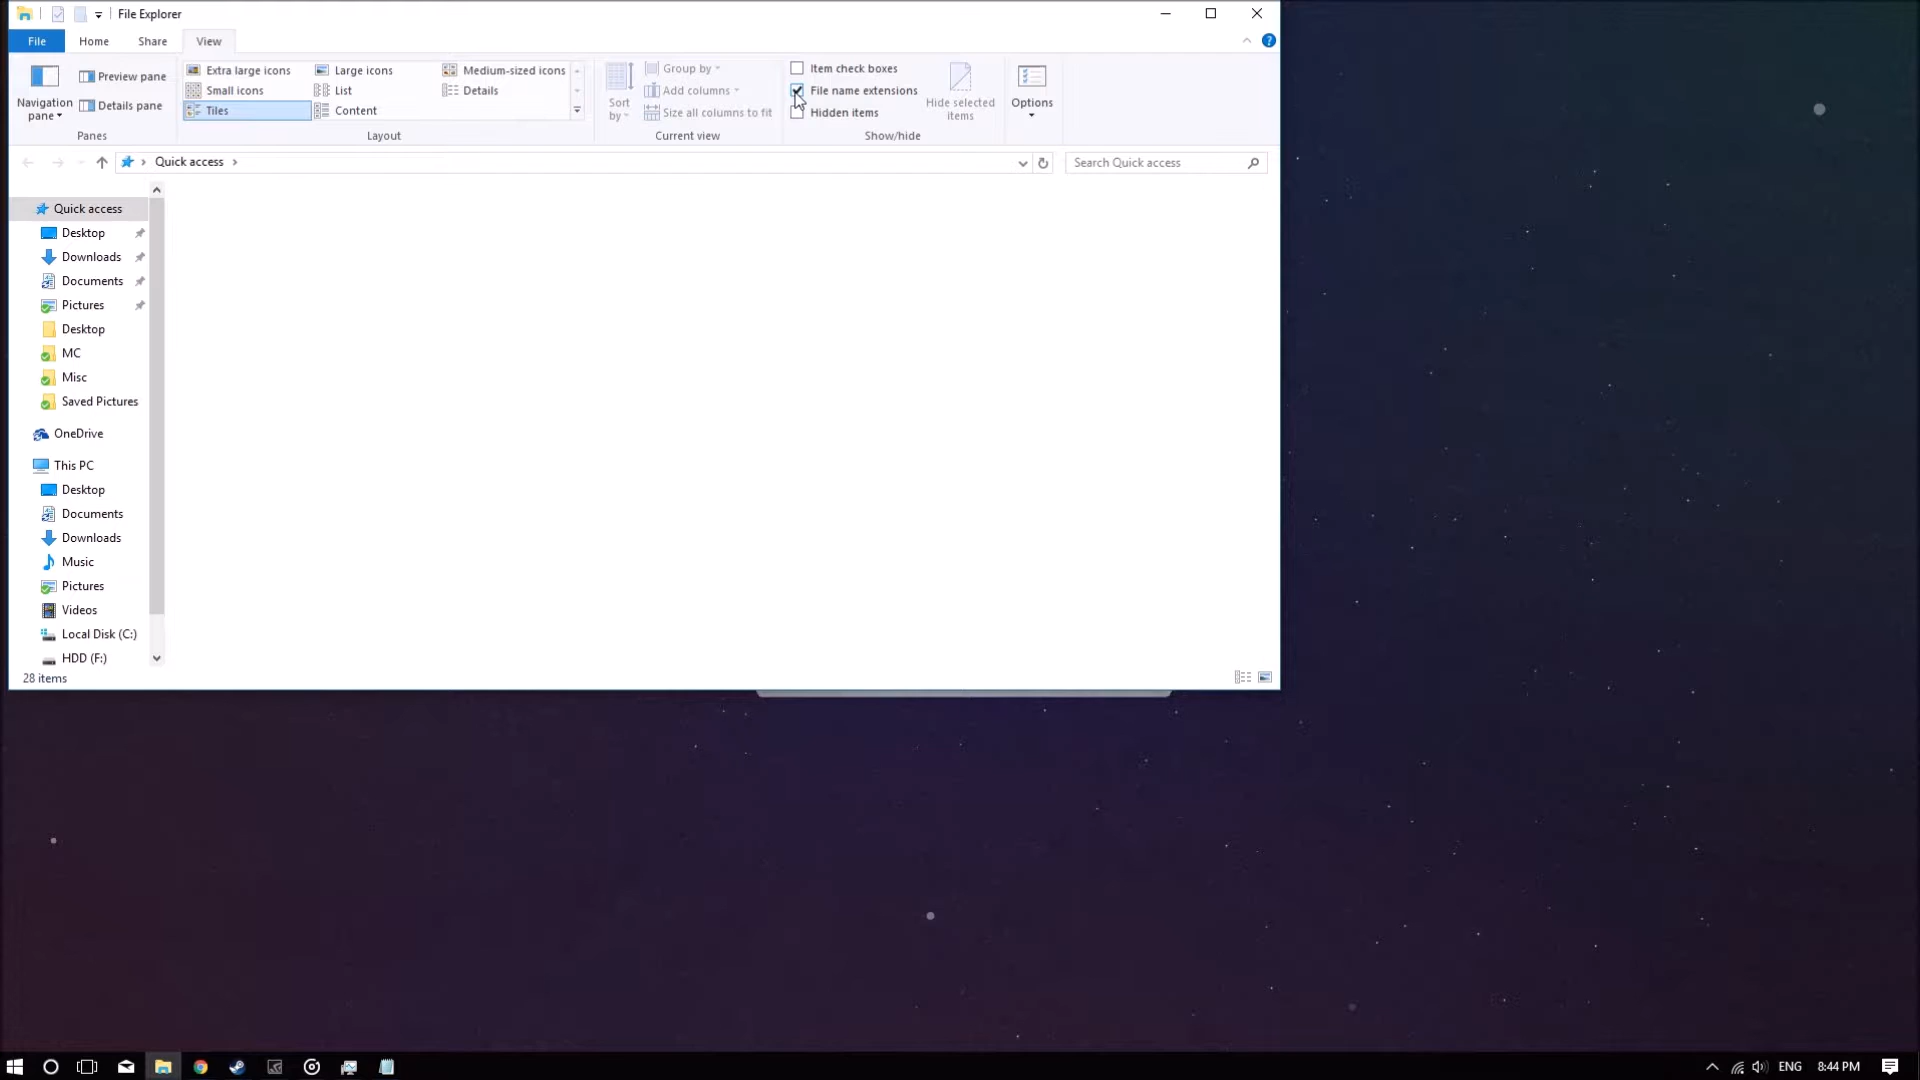 File Explorer
File Home Share View
Navigation pane
Preview pane
Details pane
Panes
Extra large icons Large icons Medium-sized icons
Small icons List Details
Tiles Content
Layout
Sort by
Group by
Add columns
Size all columns to fit
Current view
Item check boxes
File name extensions
Hidden items
Hide selected items
Show/hide
Options
Quick access
Search Quick access
Quick access
Desktop
Downloads
Documents
Pictures
Desktop
MC
Misc
Saved Pictures
OneDrive
This PC
Desktop
Documents
Downloads
Music
Pictures
Videos
Local Disk (C:)
HDD (F:)
28 items
ENG 8:44 PM